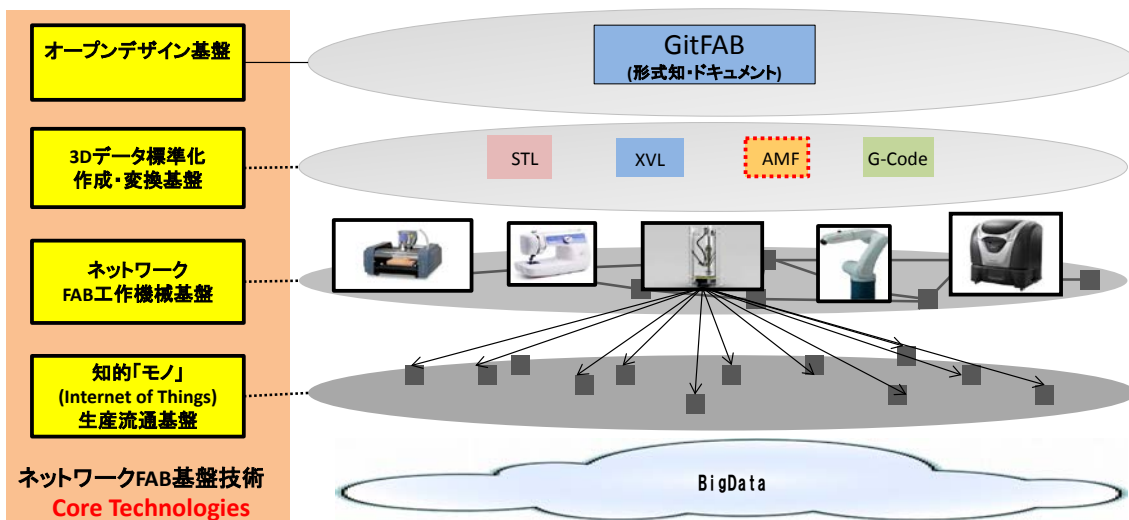 オープンデザイン基盤
GitFAB
(形式知・ドキュメント)
3Dデータ標準化
作成・変換基盤
STL
XVL
AMF
G-Code
ネットワーク
FAB工作機械基盤
知的「モノ」
(Internet of Things)
生産流通基盤
ネットワークFAB基盤技術
Core Technologies
BigData